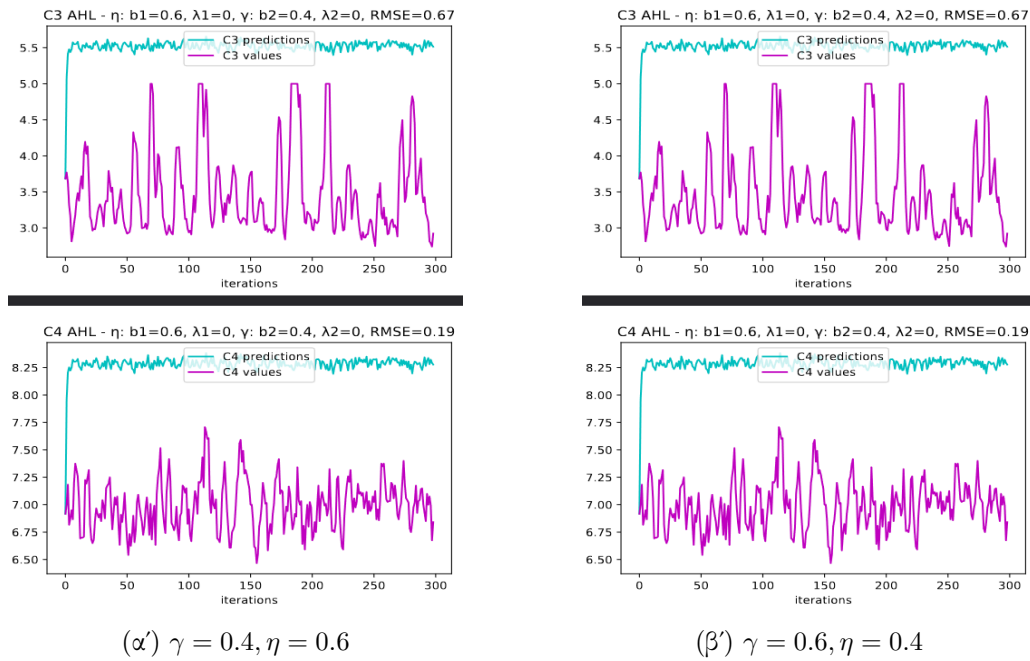 C3 AHL - η: b1=0.6, λ1=0, γ: b2=0.4, λ2=0, RMSE=0.67
C3 predictions
C3 values
5.5
5.0
4.5
4.0
3.5
3.0
0 50 100 150 200 250 300
iterations
C4 AHL - η: b1=0.6, λ1=0, γ: b2=0.4, λ2=0, RMSE=0.19
C4 predictions
C4 values
8.25
8.00
7.75
7.50
7.25
7.00
6.75
6.50
0 50 100 150 200 250 300
iterations
(αʹ) γ = 0.4, η = 0.6
C3 AHL - η: b1=0.6, λ1=0, γ: b2=0.4, λ2=0, RMSE=0.67
C3 predictions
C3 values
5.5
5.0
4.5
4.0
3.5
3.0
0 50 100 150 200 250 300
iterations
C4 AHL - η: b1=0.6, λ1=0, γ: b2=0.4, λ2=0, RMSE=0.19
C4 predictions
C4 values
8.25
8.00
7.75
7.50
7.25
7.00
6.75
6.50
0 50 100 150 200 250 300
iterations
(βʹ) γ = 0.6, η = 0.4